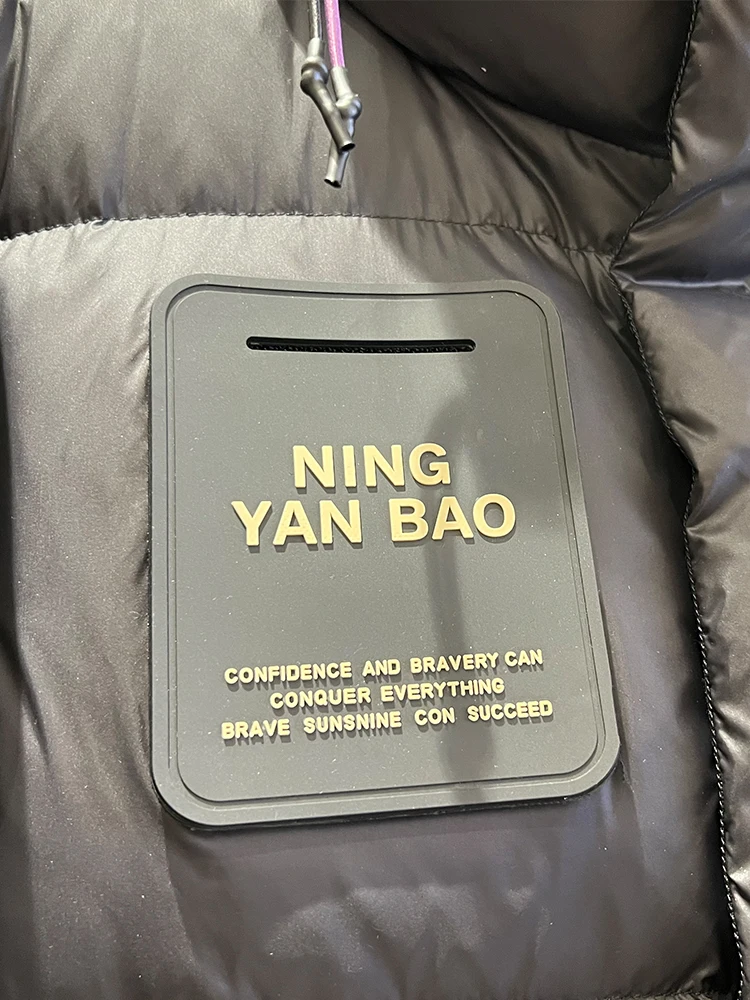 NING
YAN BAO
CONFIDENCE AND BRAVERY CAN
CONQUER EVERYTHING
BRAVE SUNSNINE CON SUCCEED